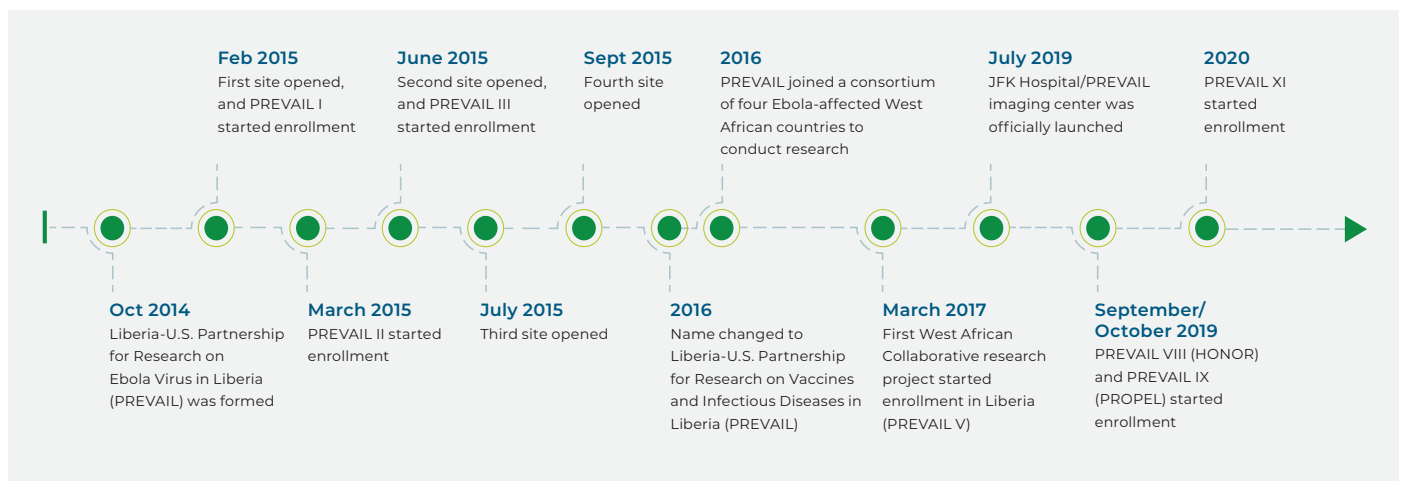 Feb 2015
First site opened,
and PREVAIL I
started enrollment
June 2015
Second site opened,
and PREVAIL III
started enrollment
Sept 2015
Fourth site
opened
2016
PREVAIL joined a consortium
of four Ebola-affected West
African countries to
conduct research
July 2019
JFK Hospital/PREVAIL
imaging center was
officially launched
2020
PREVAIL XI
started
enrollment
Oct 2014
Liberia-U.S. Partnership
for Research on
Ebola Virus in Liberia
(PREVAIL) was formed
March 2015
PREVAIL II started
enrollment
July 2015
Third site opened
2016
Name changed to
Liberia-U.S. Partnership
for Research on Vaccines
and Infectious Diseases in
Liberia (PREVAIL)
March 2017
First West African
Collaborative research
project started
enrollment in Liberia
(PREVAIL V)
September/
October 2019
PREVAIL VIII (HONOR)
and PREVAIL IX
(PROPEL) started
enrollment